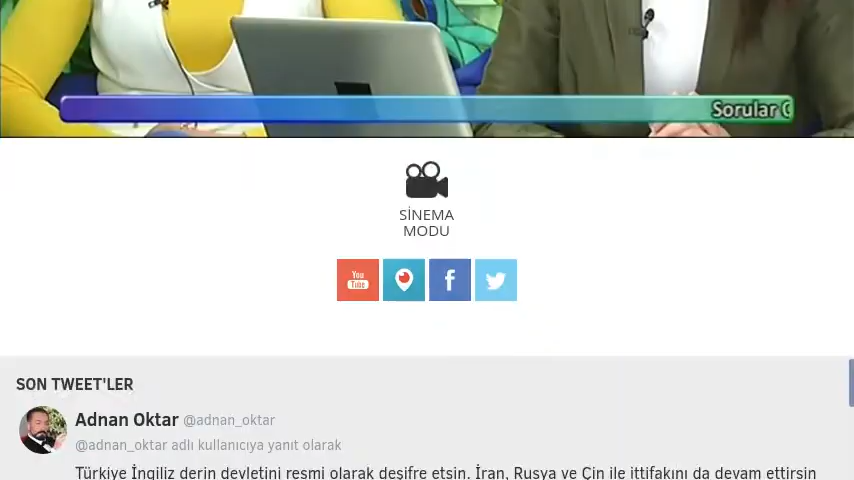 Sorular
SİNEMA
MODU
You
Tube
SON TWEET'LER
Adnan Oktar @adnan_oktar
@adnan_oktar adlı kullanıcıya yanıt olarak
Türkiye İngiliz derin devletini resmi olarak deşifre etsin. İran, Rusya ve Çin ile ittifakını da devam ettirsin